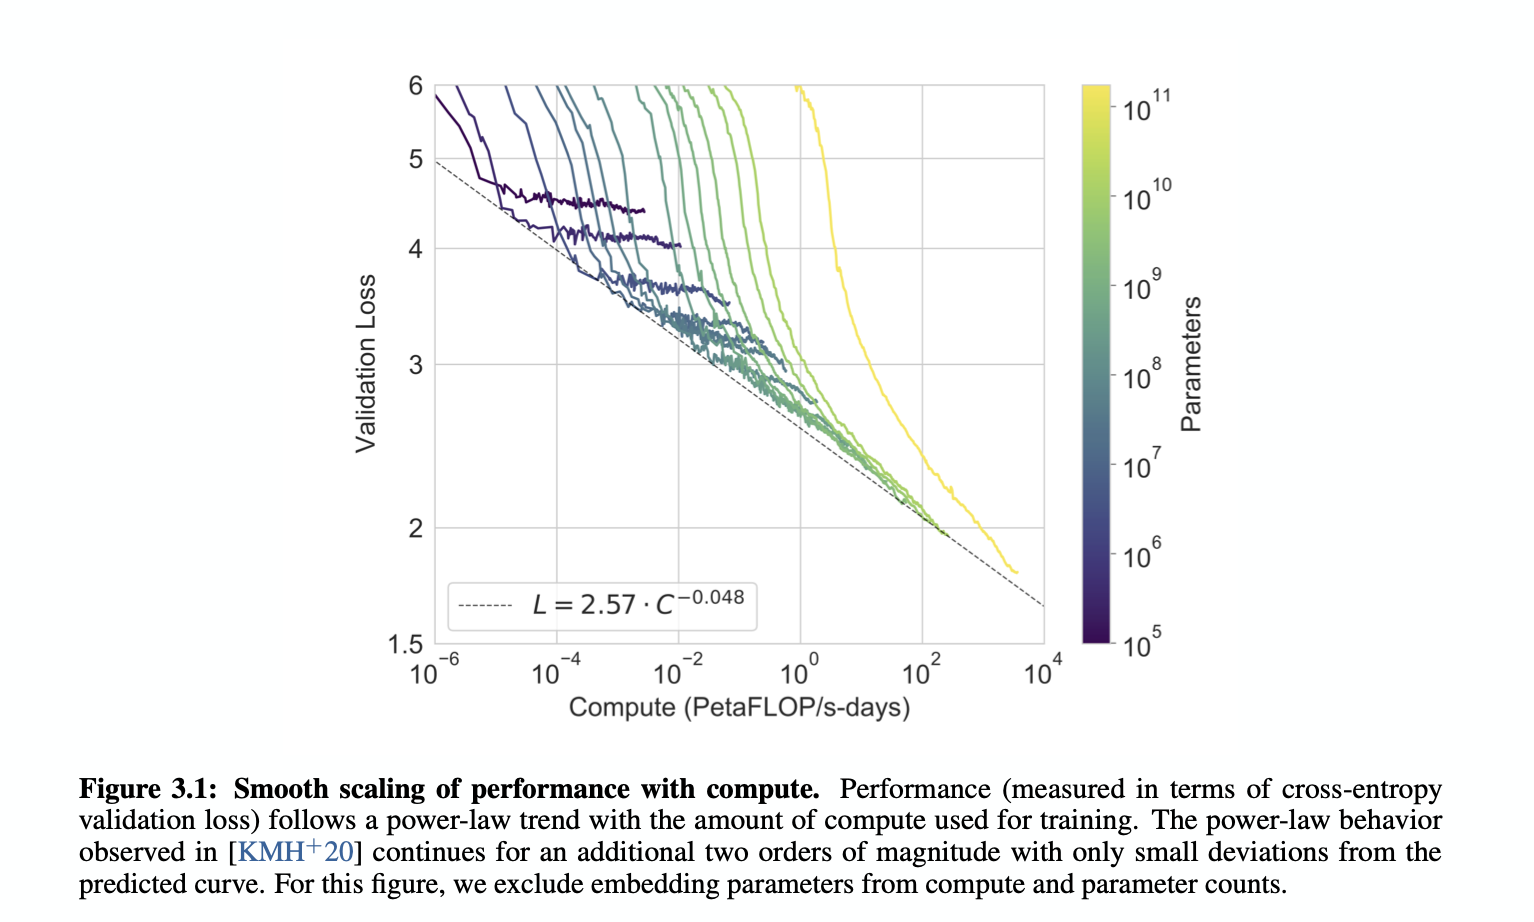 6
5
4
3
2
1.5
Validation Loss
L = 2.57 · C^−0.048
10^−6 10^−4 10^−2 10^0 10^2 10^4
Compute (PetaFLOP/s-days)
10^11
10^10
10^9
10^8
10^7
10^6
10^5
Parameters
Figure 3.1: Smooth scaling of performance with compute. Performance (measured in terms of cross-entropy
validation loss) follows a power-law trend with the amount of compute used for training. The power-law behavior
observed in [KMH+20] continues for an additional two orders of magnitude with only small deviations from the
predicted curve. For this figure, we exclude embedding parameters from compute and parameter counts.